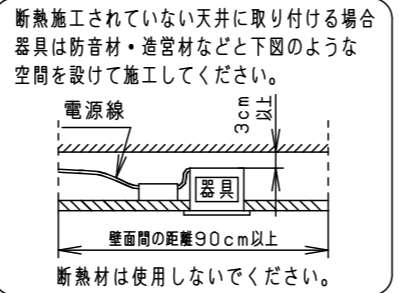 断熱施工されていない天井に取り付ける場合
器具は防音材・造営材などと下図のような
空間を設けて施工してください。
電源線
3cm
以上
器具
壁面間の距離90cm以上
断熱材は使用しないでください。